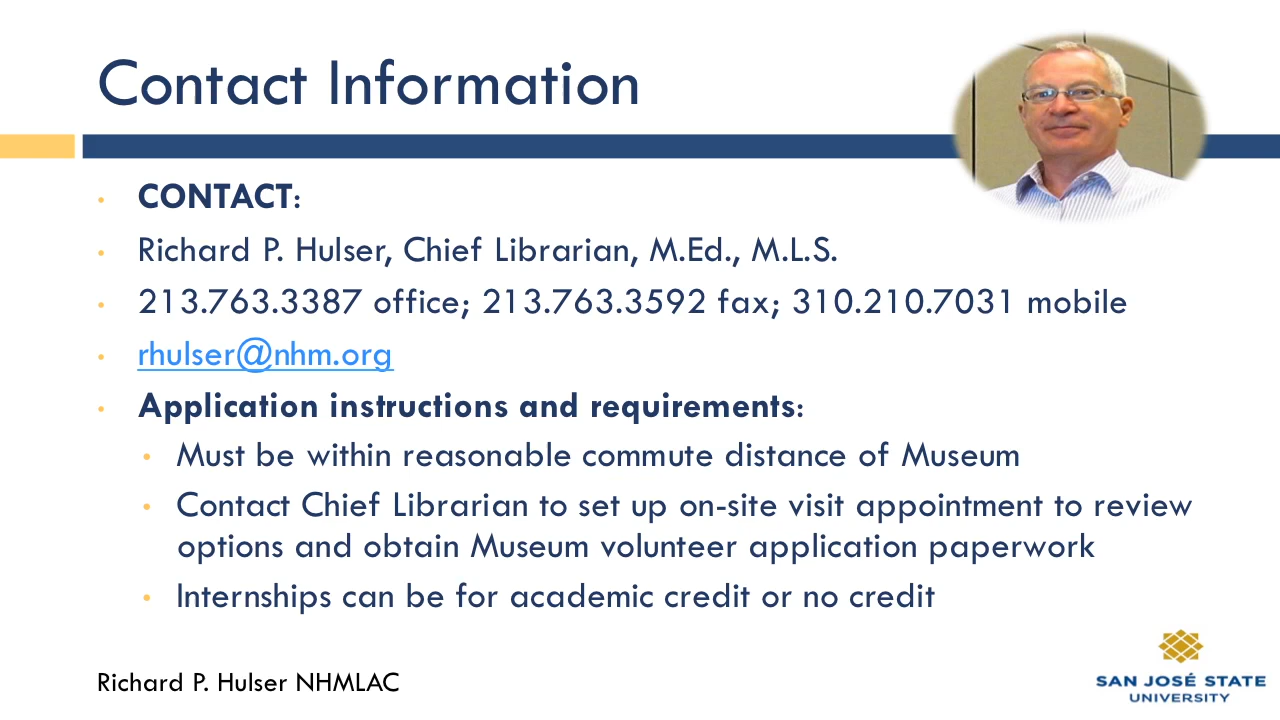 Contact Information
• CONTACT:
• Richard P. Hulser, Chief Librarian, M.Ed., M.L.S.
• 213.763.3387 office; 213.763.3592 fax; 310.210.7031 mobile
• rhulser@nhm.org
• Application instructions and requirements:
• Must be within reasonable commute distance of Museum
• Contact Chief Librarian to set up on-site visit appointment to review
options and obtain Museum volunteer application paperwork
• Internships can be for academic credit or no credit
Richard P. Hulser NHMLAC
SAN JOSÉ STATE
UNIVERSITY